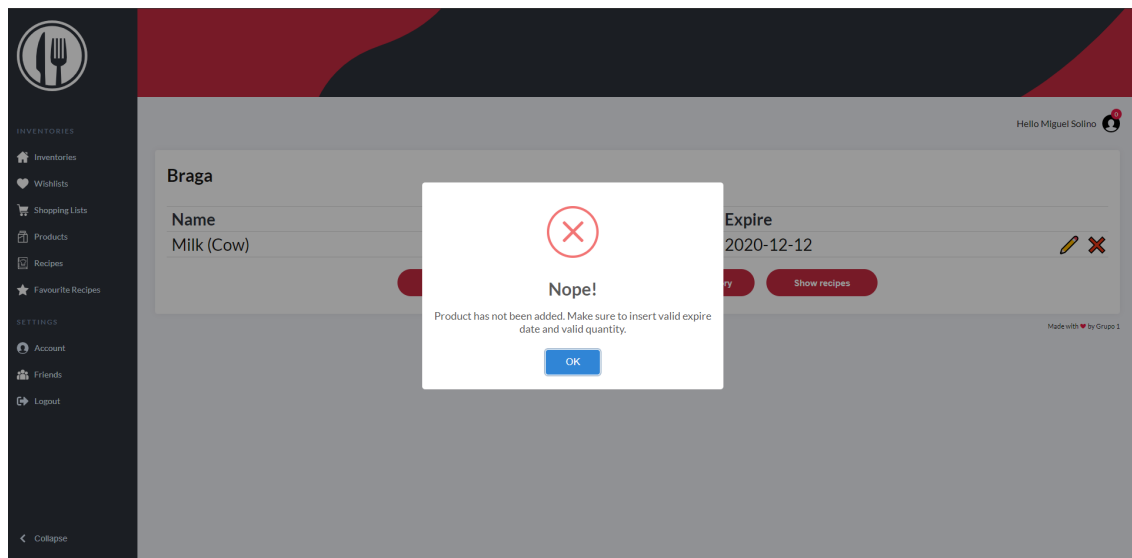 INVENTORIES
Inventories
Wishlists
Shopping Lists
Products
Recipes
Favourite Recipes
SETTINGS
Account
Friends
Logout
Collapse
Hello Miguel Solino
0
Braga
Name
Expire
Milk (Cow)
2020-12-12
Show recipes
Made with ♥ by Grupo 1
Nope!
Product has not been added. Make sure to insert valid expire
date and valid quantity.
OK